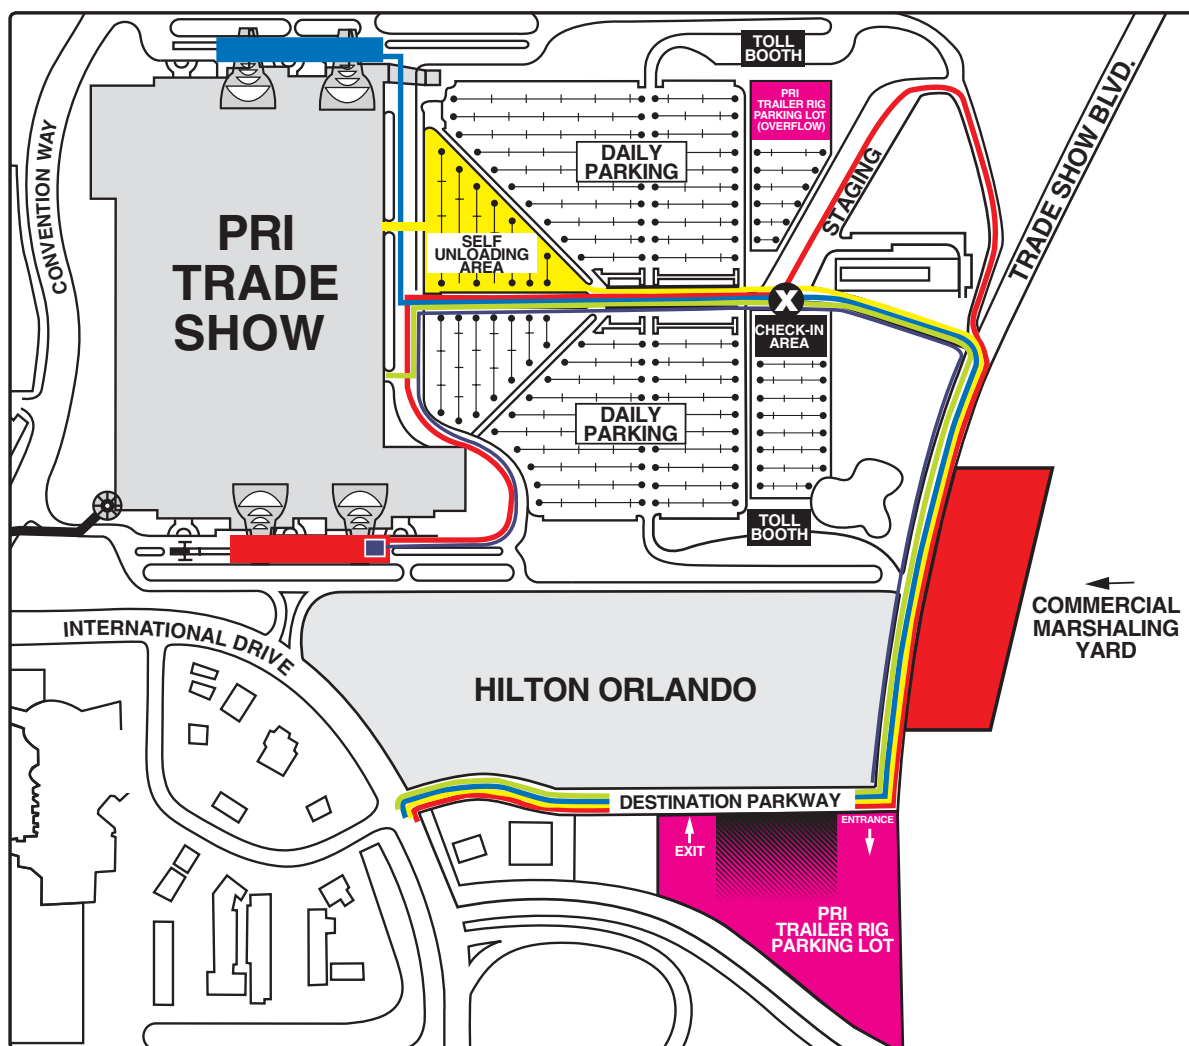 TOLL
BOOTH
PRI
TRAILER RIG
PARKING LOT
(OVERFLOW)
TRADE SHOW BLVD.
CONVENTION WAY
DAILY
PARKING
STAGING
PRI
TRADE
SHOW
SELF
UNLOADING
AREA
X
CHECK-IN
AREA
DAILY
PARKING
TOLL
BOOTH
COMMERCIAL
MARSHALING
YARD
INTERNATIONAL DRIVE
HILTON ORLANDO
DESTINATION PARKWAY
EXIT
ENTRANCE
PRI
TRAILER RIG
PARKING LOT